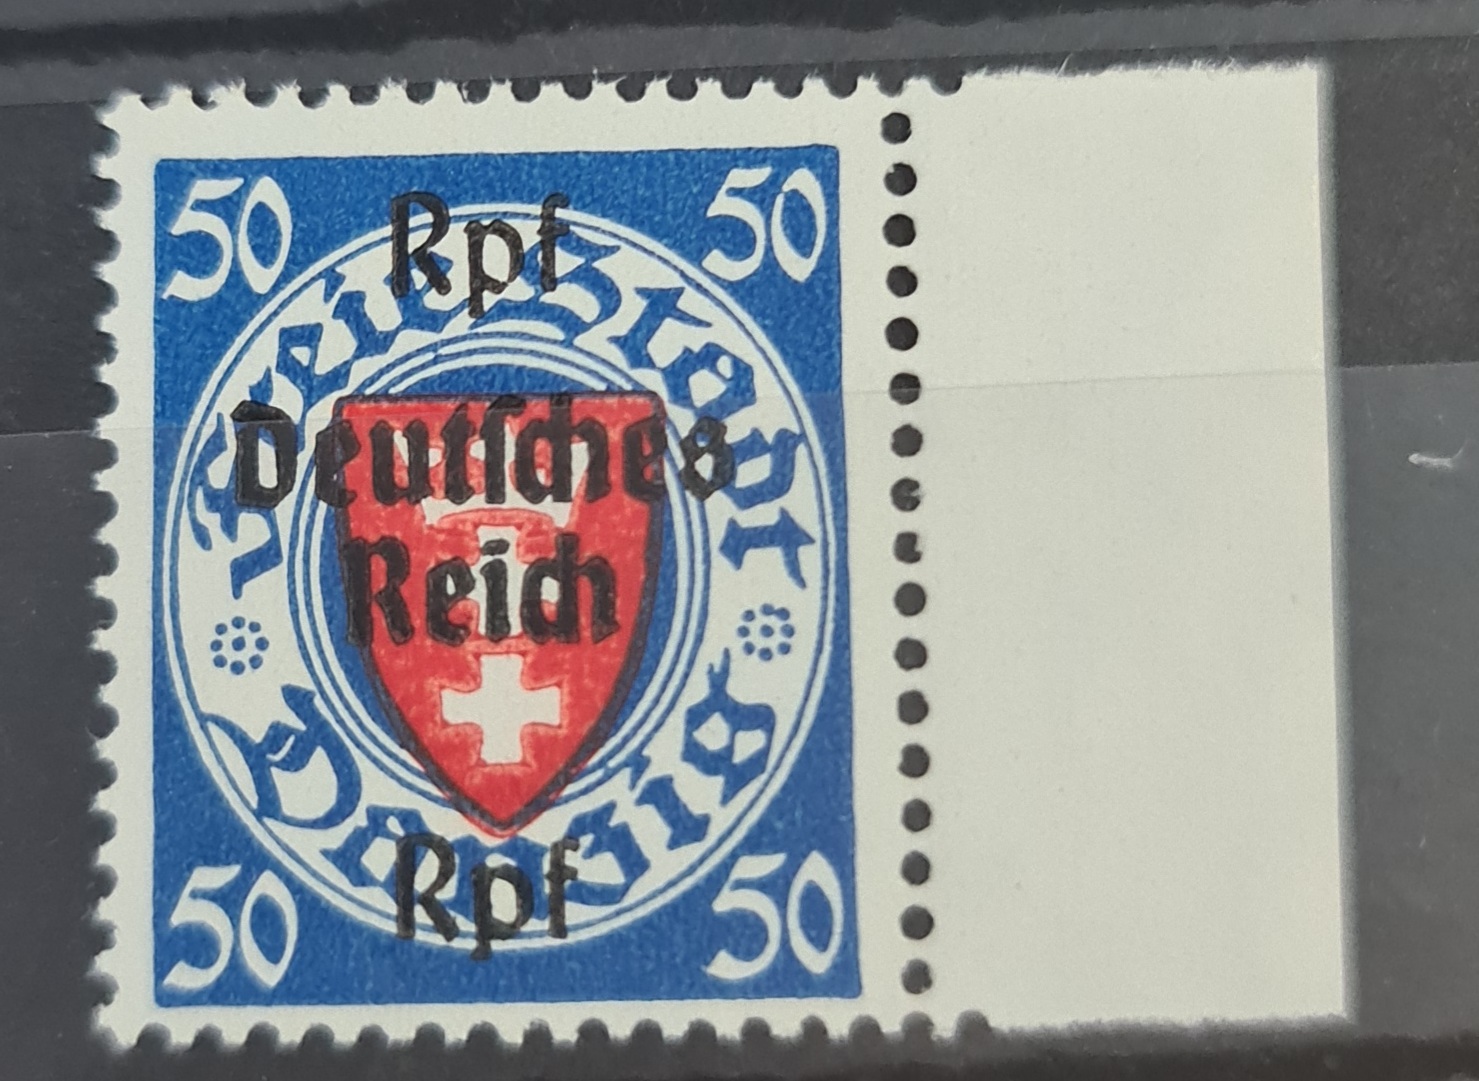 50 Rpf 50
Freie Stadt
Deutsches
Reich
Danzig
50 Rpf 50